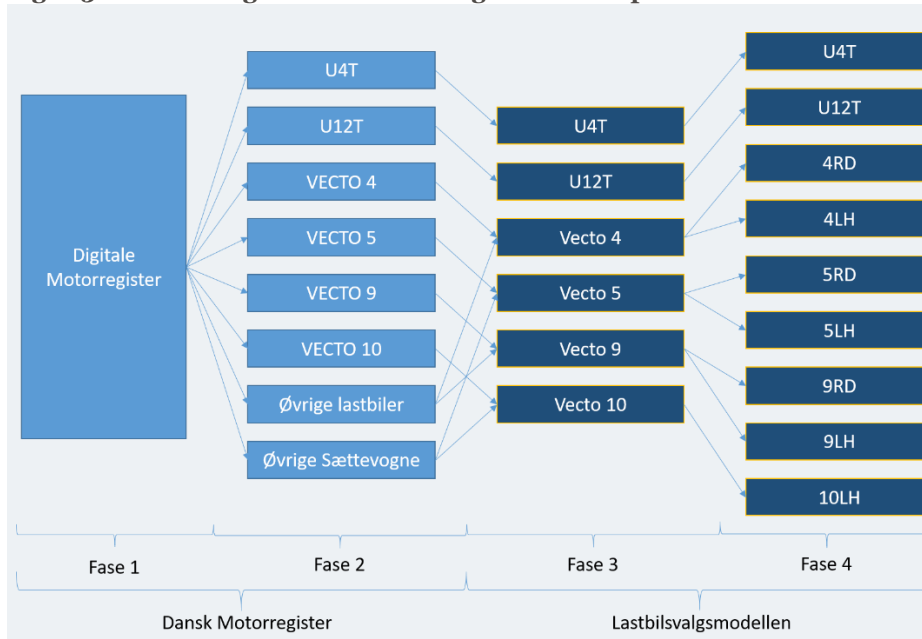 Digitale
Motorregister
U4T
U12T
VECTO 4
VECTO 5
VECTO 9
VECTO 10
Øvrige lastbiler
Øvrige Sættevogne
U4T
U12T
Vecto 4
Vecto 5
Vecto 9
Vecto 10
U4T
U12T
4RD
4LH
5RD
5LH
9RD
9LH
10LH
Fase 1
Fase 2
Fase 3
Fase 4
Dansk Motorregister
Lastbilsvalgsmodellen